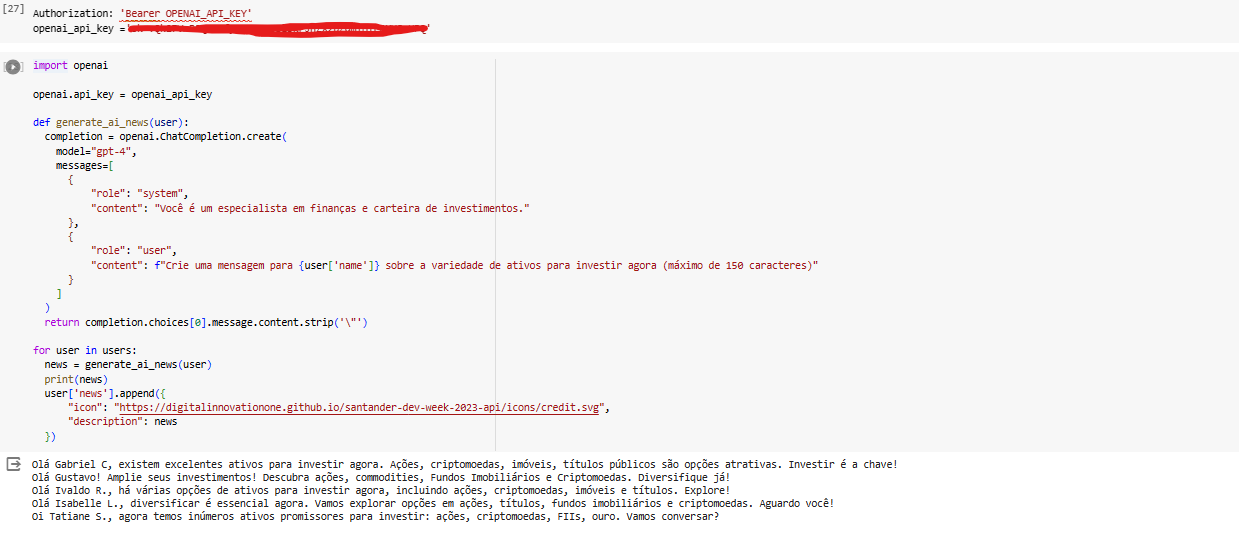 [27]
Authorization: 'Bearer OPENAI_API_KEY'
openai_api_key =
import openai
openai.api_key = openai_api_key
def generate_ai_news(user):
completion = openai.ChatCompletion.create(
model="gpt-4",
messages=[
{
"role": "system",
"content": "Você é um especialista em finanças e carteira de investimentos."
},
{
"role": "user",
"content": f"Crie uma mensagem para {user['name']} sobre a variedade de ativos para investir agora (máximo de 150 caracteres)"
}
]
)
return completion.choices[0].message.content.strip('\"')
for user in users:
news = generate_ai_news(user)
print(news)
user['news'].append({
"icon": "https://digitalinnovationone.github.io/santander-dev-week-2023-api/icons/credit.svg",
"description": news
})
Olá Gabriel C, existem excelentes ativos para investir agora. Ações, criptomoedas, imóveis, títulos públicos são opções atrativas. Investir é a chave!
Olá Gustavo! Amplie seus investimentos! Descubra ações, commodities, Fundos Imobiliários e Criptomoedas. Diversifique já!
Olá Ivaldo R., há várias opções de ativos para investir agora, incluindo ações, criptomoedas, imóveis e títulos. Explore!
Olá Isabelle L., diversificar é essencial agora. Vamos explorar opções em ações, títulos, fundos imobiliários e criptomoedas. Aguardo você!
Oi Tatiane S., agora temos inúmeros ativos promissores para investir: ações, criptomoedas, FIIs, ouro. Vamos conversar?